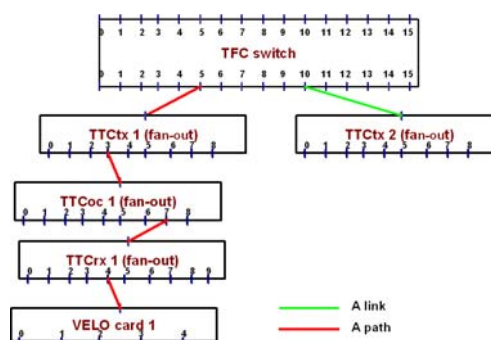 0 1 2 3 4 5 6 7 8 9 10 11 12 13 14 15
TFC switch
0 1 2 3 4 5 6 7 8 9 10 11 12 13 14 15
TTCtx 1 (fan-out)
0 1 2 3 4 5 6 7 8
TTCtx 2 (fan-out)
0 1 2 3 4 5 6 7 8
TTCoc 1 (fan-out)
0 1 2 3 4 5 6 7 8
TTCrx 1 (fan-out)
0 1 2 3 4 5 6 7 8 9
VELO card 1
0 1 2 3 4
A link
A path